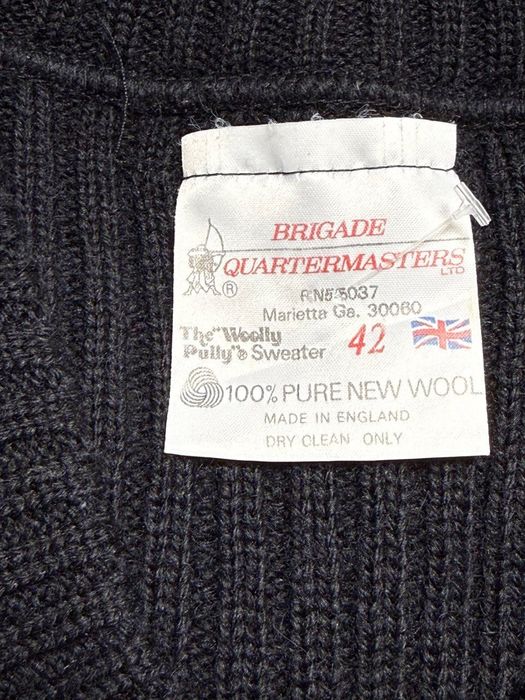 BRIGADE
QUARTERMASTERS
LTD
®
RN55037
Marietta Ga. 30060
The "Woolly
Pully"® Sweater 42
100% PURE NEW WOOL
MADE IN ENGLAND
DRY CLEAN ONLY